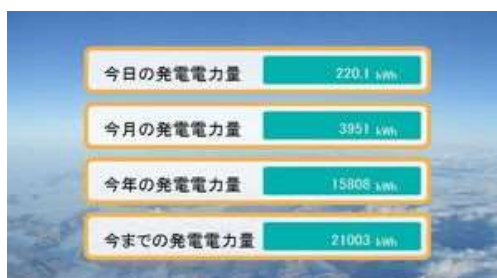 今日の発電電力量 220.1 kWh
今月の発電電力量 3951 kWh
今年の発電電力量 15808 kWh
今までの発電電力量 21003 kWh